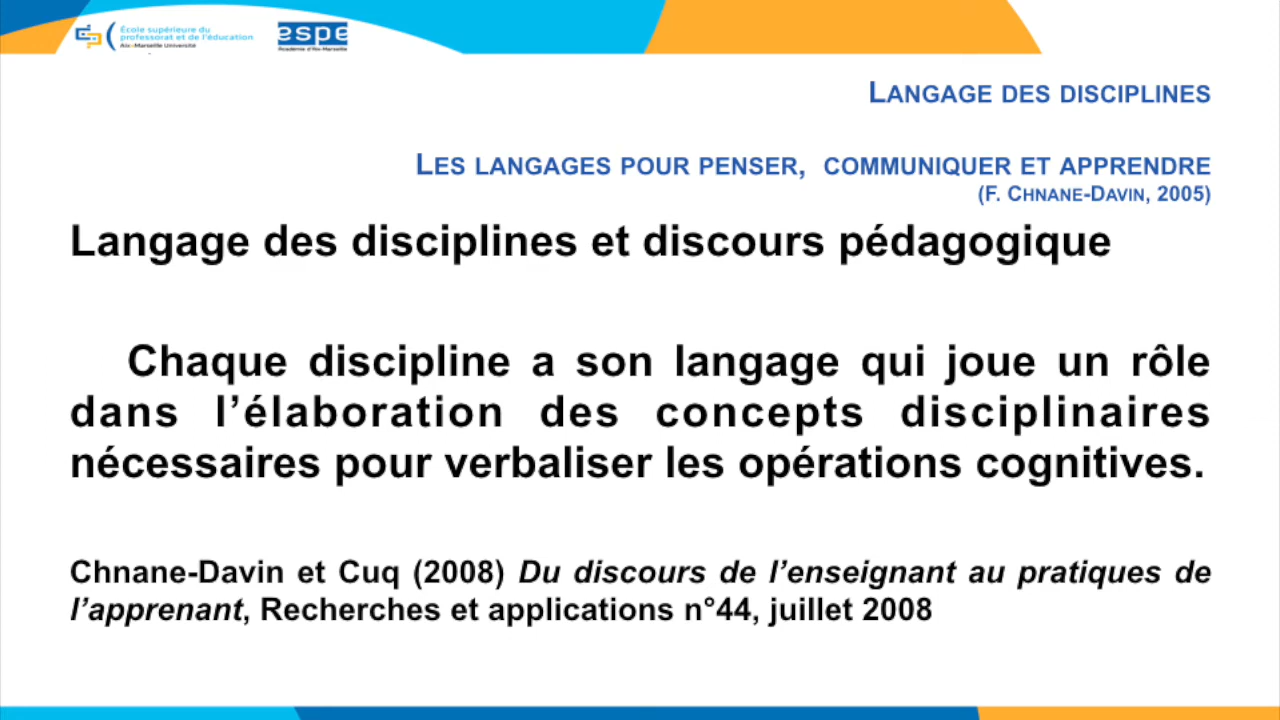 École supérieure du
professorat et de l'éducation
Aix-Marseille Université
espe
Académie d'Aix-Marseille
LANGAGE DES DISCIPLINES
LES LANGAGES POUR PENSER, COMMUNIQUER ET APPRENDRE
(F. CHNANE-DAVIN, 2005)
Langage des disciplines et discours pédagogique
Chaque discipline a son langage qui joue un rôle
dans l’élaboration des concepts disciplinaires
nécessaires pour verbaliser les opérations cognitives.
Chnane-Davin et Cuq (2008) Du discours de l’enseignant au pratiques de
l’apprenant, Recherches et applications n°44, juillet 2008